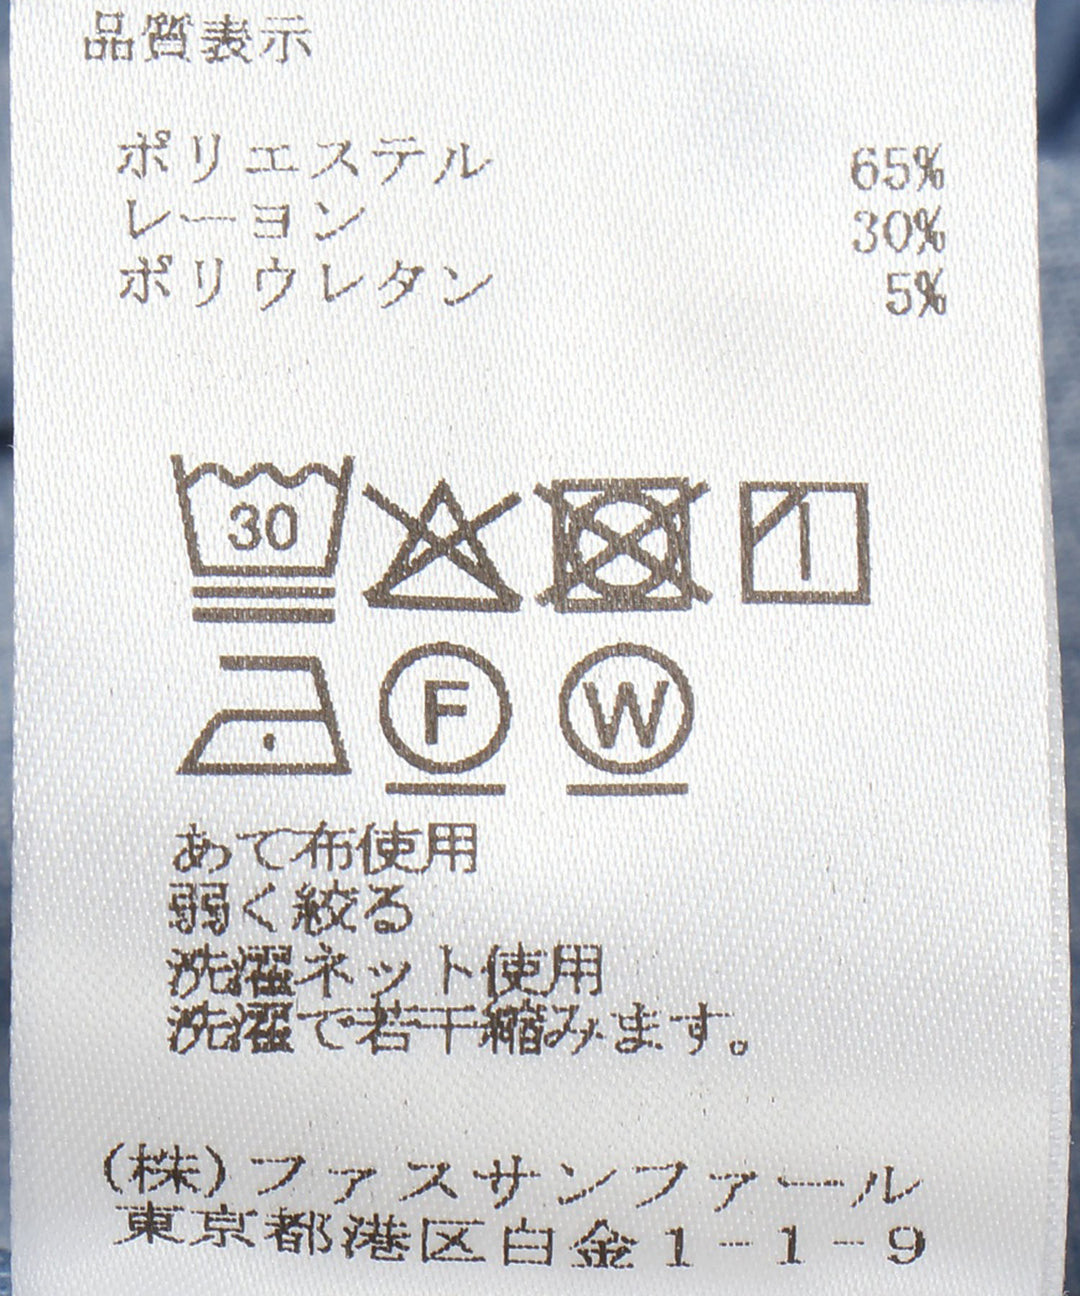 品質表示
ポリエステル 65%
レーヨン 30%
ポリウレタン 5%
30
F W
あて布使用
弱く絞る
洗濯ネット使用
洗濯で若干縮みます。
(株)ファスサンファール
東京都港区白金1-1-9